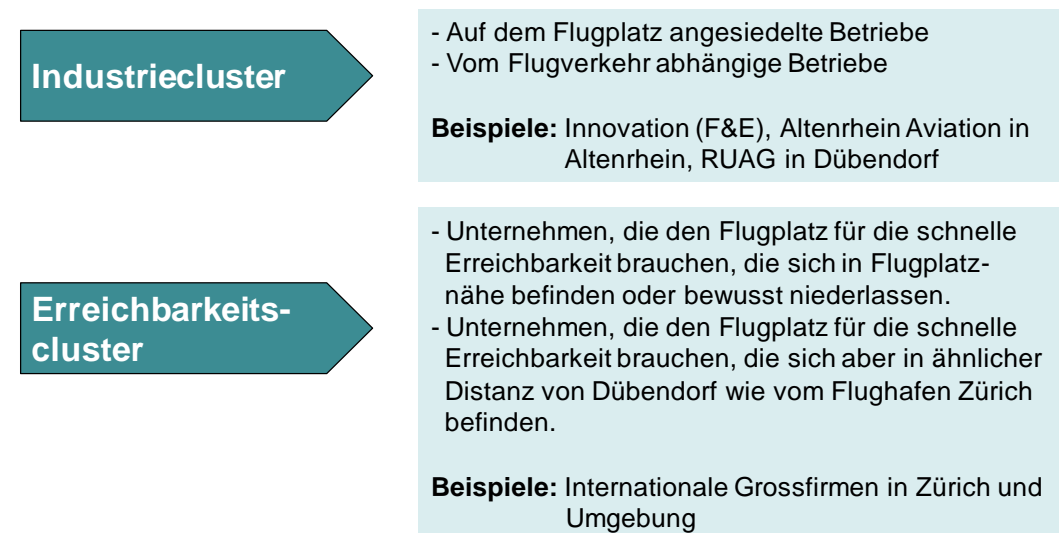 Industriecluster
- Auf dem Flugplatz angesiedelte Betriebe
- Vom Flugverkehr abhängige Betriebe
Beispiele: Innovation (F&E), Altenrhein Aviation in
Altenrhein, RUAG in Dübendorf
Erreichbarkeits-
cluster
- Unternehmen, die den Flugplatz für die schnelle
Erreichbarkeit brauchen, die sich in Flugplatz-
nähe befinden oder bewusst niederlassen.
- Unternehmen, die den Flugplatz für die schnelle
Erreichbarkeit brauchen, die sich aber in ähnlicher
Distanz von Dübendorf wie vom Flughafen Zürich
befinden.
Beispiele: Internationale Grossfirmen in Zürich und
Umgebung